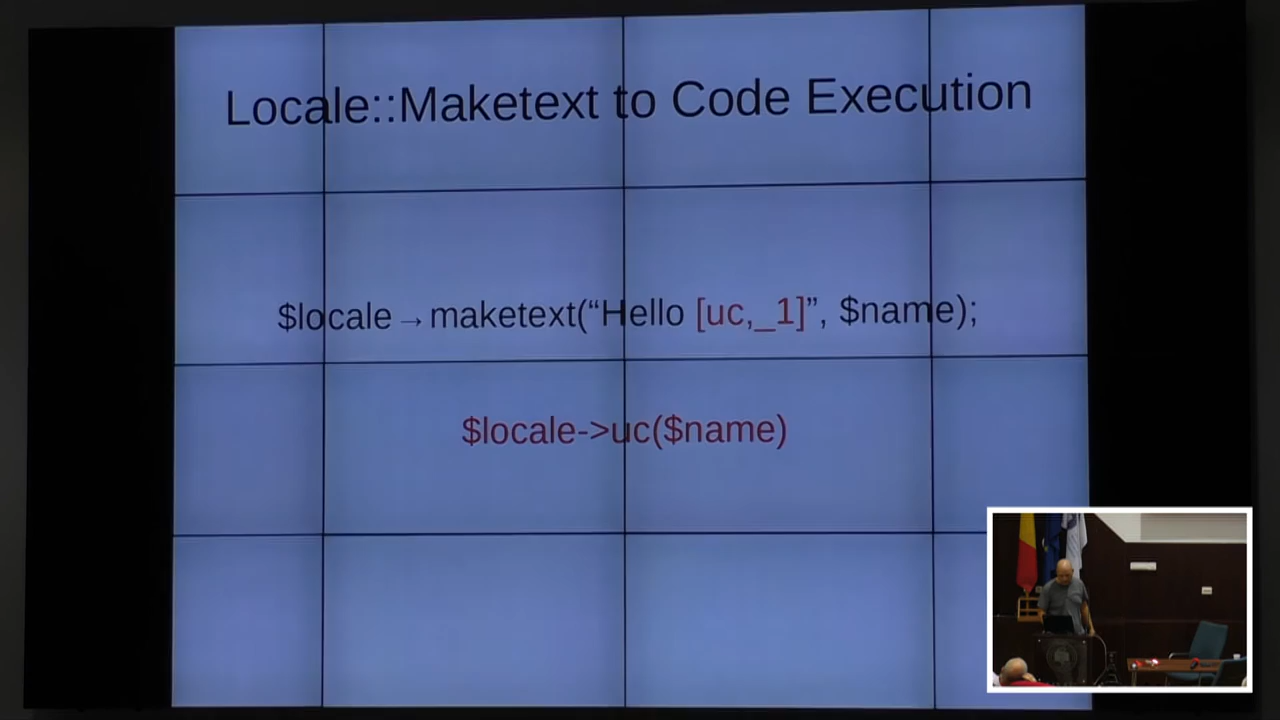 Locale::Maketext to Code Execution
$locale→maketext(“Hello [uc,_1]”, $name);
$locale->uc($name)